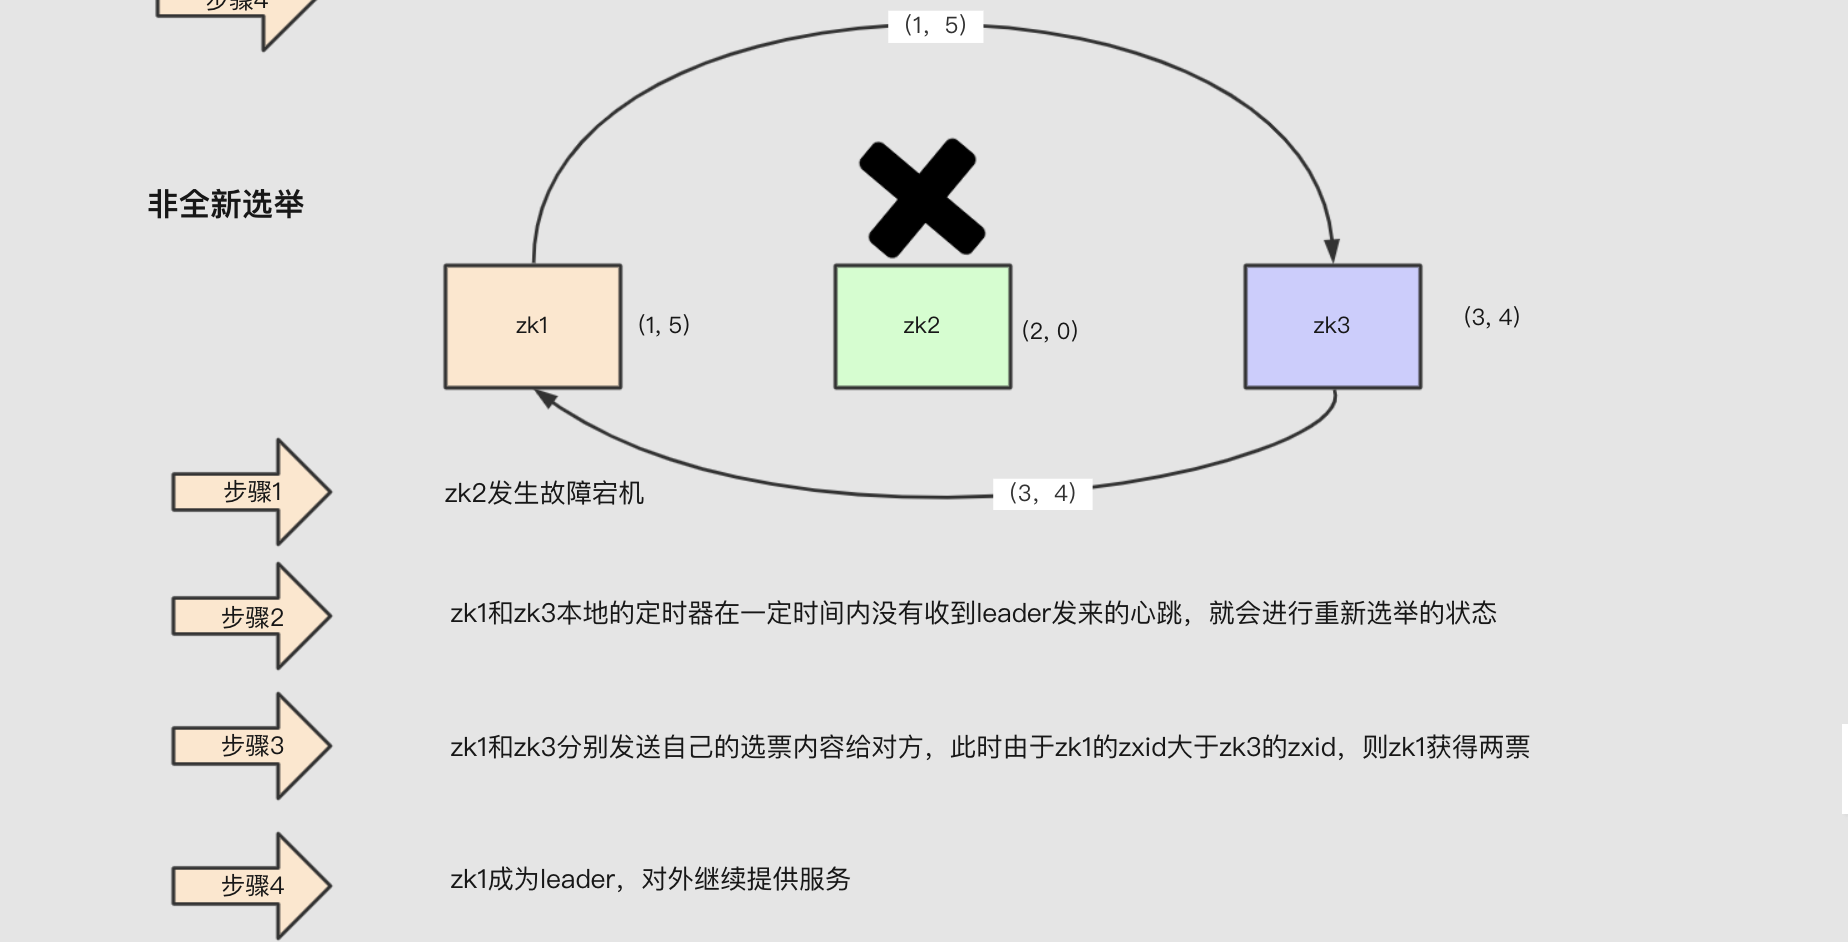 步骤4
(1，5)
非全新选举
zk1
(1, 5)
zk2
(2, 0)
zk3
(3, 4)
步骤1
zk2发生故障宕机
(3，4)
步骤2
zk1和zk3本地的定时器在一定时间内没有收到leader发来的心跳，就会进行重新选举的状态
步骤3
zk1和zk3分别发送自己的选票内容给对方，此时由于zk1的zxid大于zk3的zxid，则zk1获得两票
步骤4
zk1成为leader，对外继续提供服务